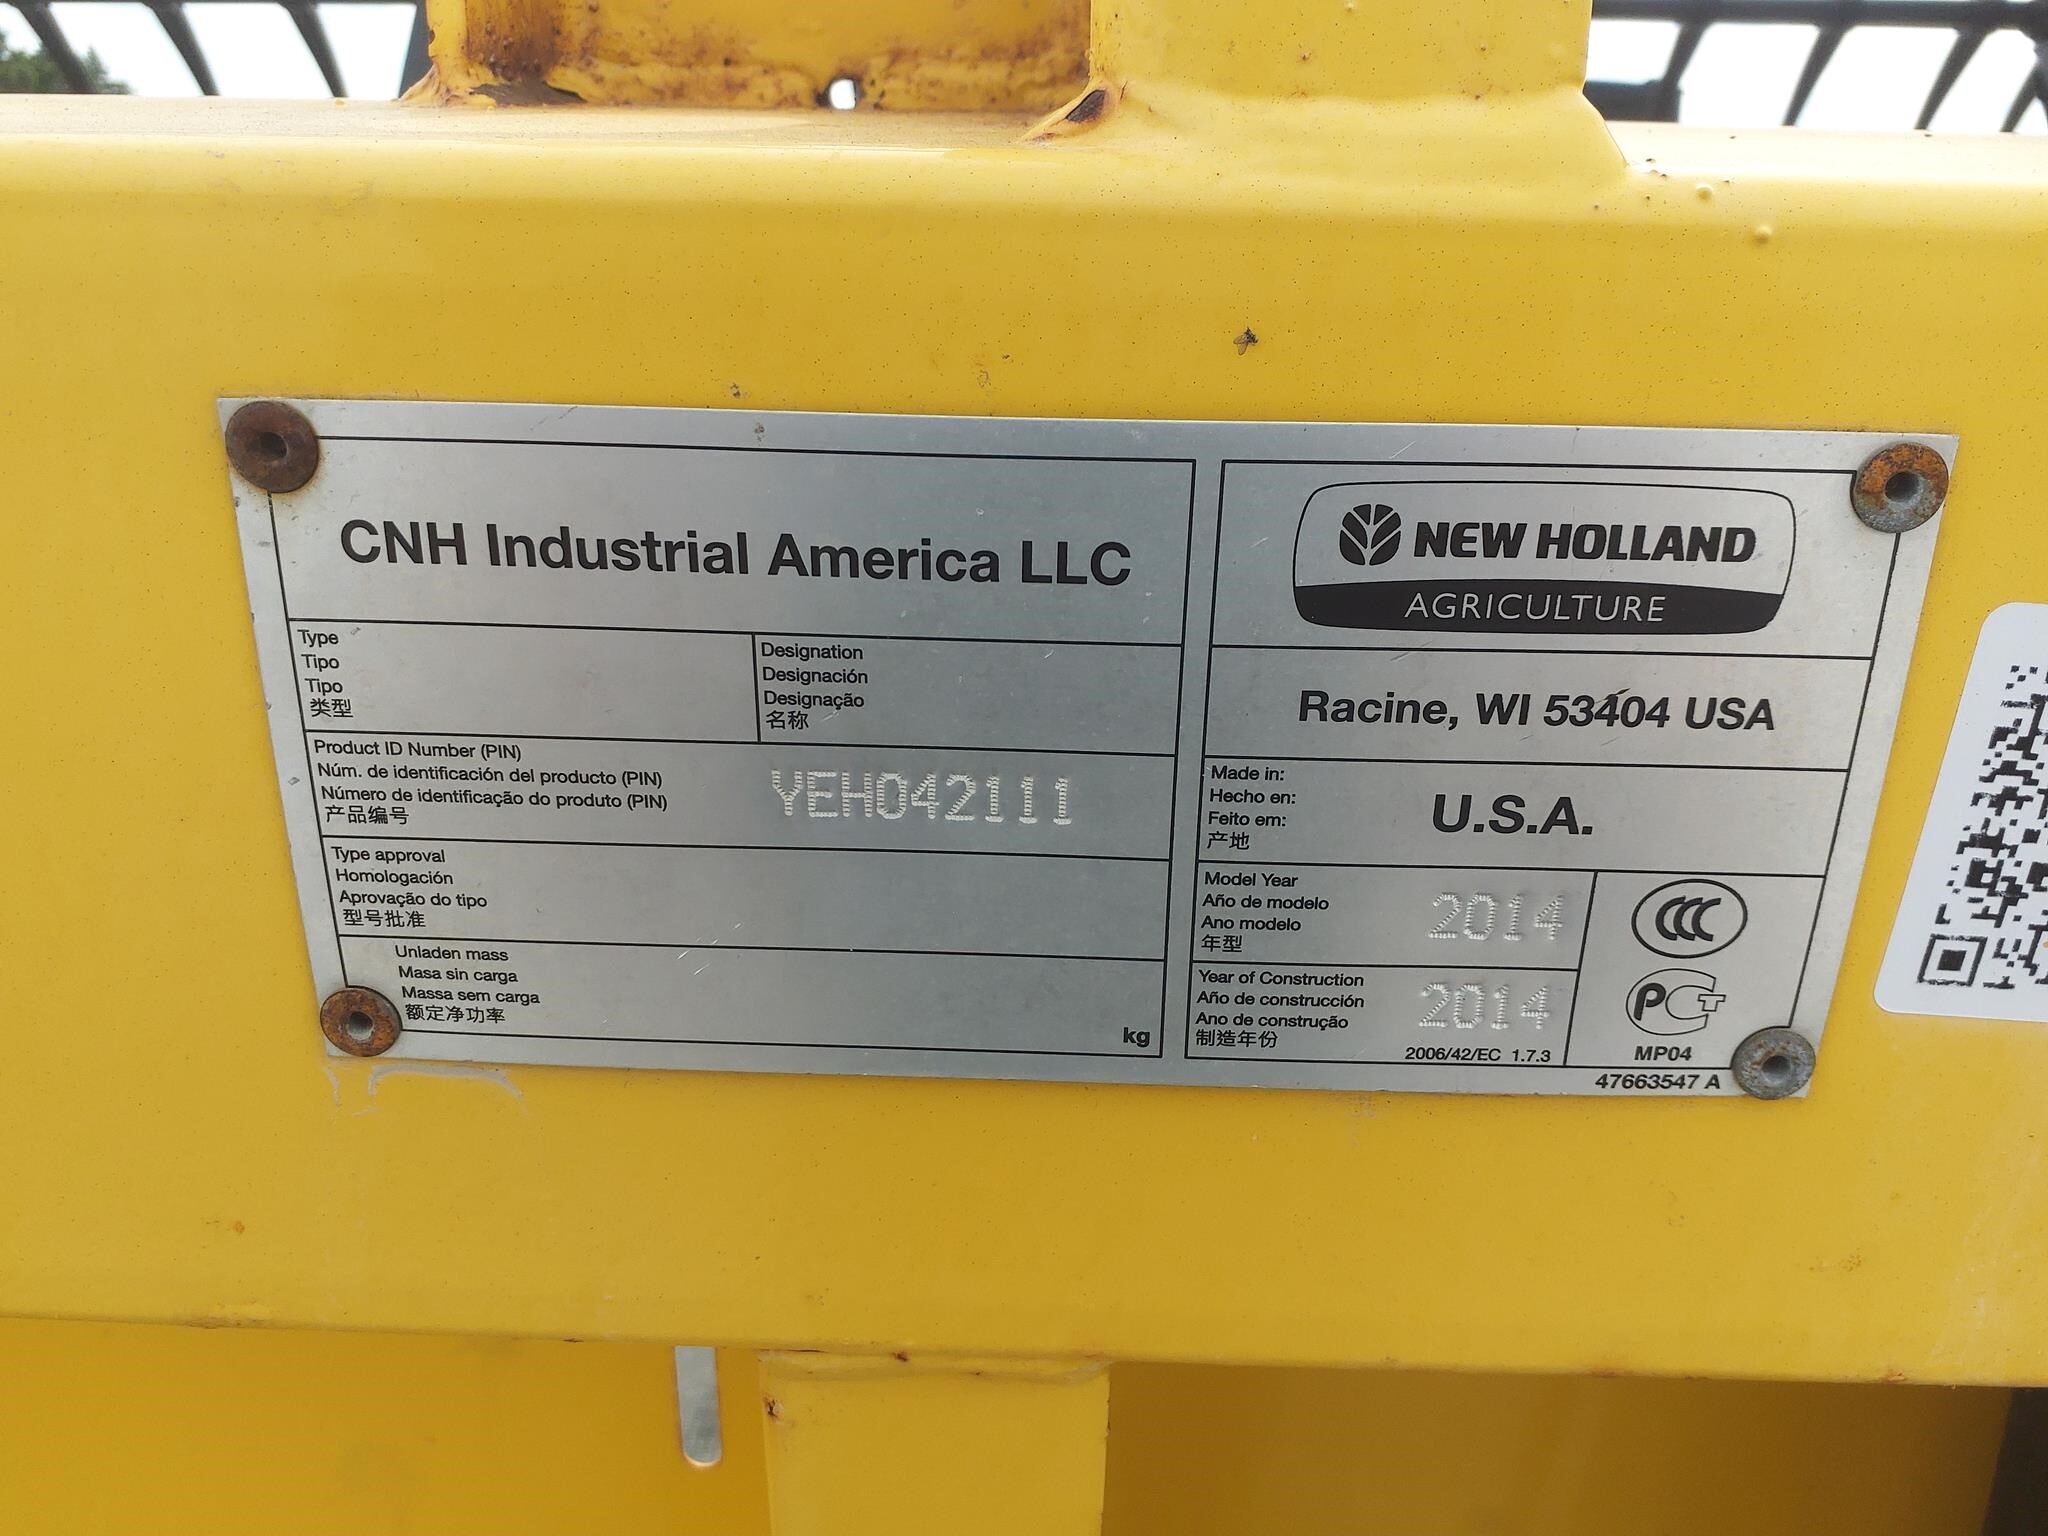 CNH Industrial America LLC
Type
Tipo
Tipo
类型
Designation
Designación
Designação
名称
Product ID Number (PIN)
Núm. de identificación del producto (PIN)
Número de identificação do produto (PIN)
产品编号
YEH042111
Type approval
Homologación
Aprovação do tipo
型号批准
Unladen mass
Masa sin carga
Massa sem carga
额定净功率
kg
NEW HOLLAND
AGRICULTURE
Racine, WI 53404 USA
Made in:
Hecho en:
Feito em:
产地
U.S.A.
Model Year
Año de modelo
Ano modelo
年型
2014
Year of Construction
Año de construcción
Ano de construção
制造年份
2014
2006/42/EC 1.7.3
CCC
PCT
MP04
47663547 A